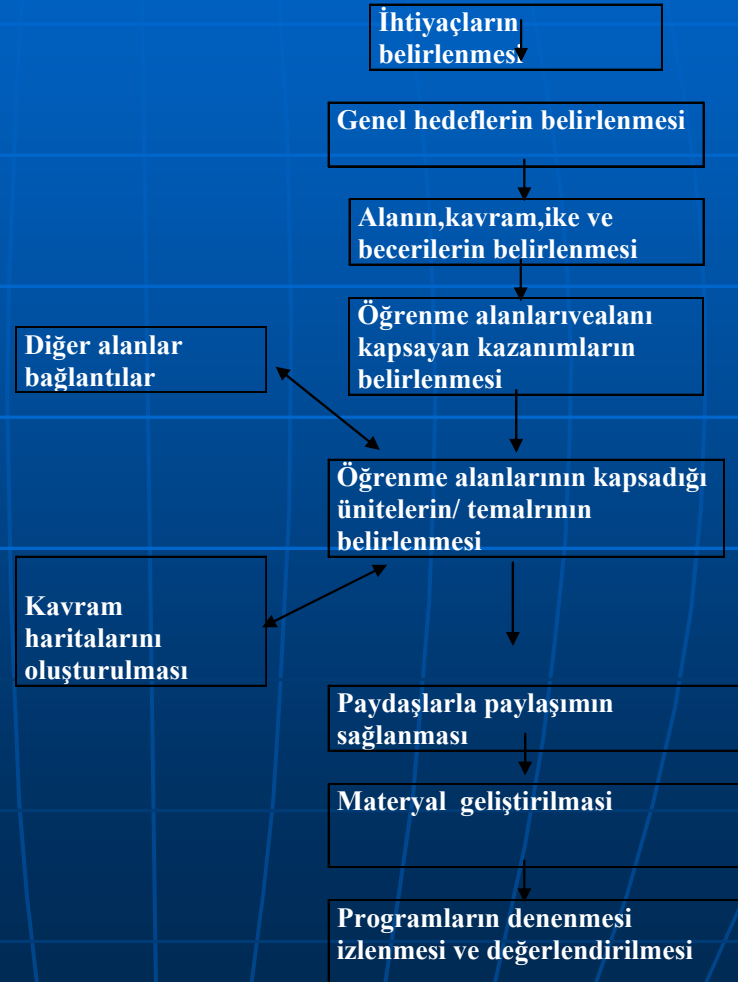 İhtiyaçların
belirlenmesi
Genel hedeflerin belirlenmesi
Alanın,kavram,ike ve
becerilerin belirlenmesi
Öğrenme alanlarıvealanı
kapsayan kazanımların
belirlenmesi
Diğer alanlar
bağlantılar
Öğrenme alanlarının kapsadığı
ünitelerin/ temalrının
belirlenmesi
Kavram
haritalarını
oluşturulması
Paydaşlarla paylaşımın
sağlanması
Materyal  geliştirilmasi
Programların denenmesi
izlenmesi ve değerlendirilmesi